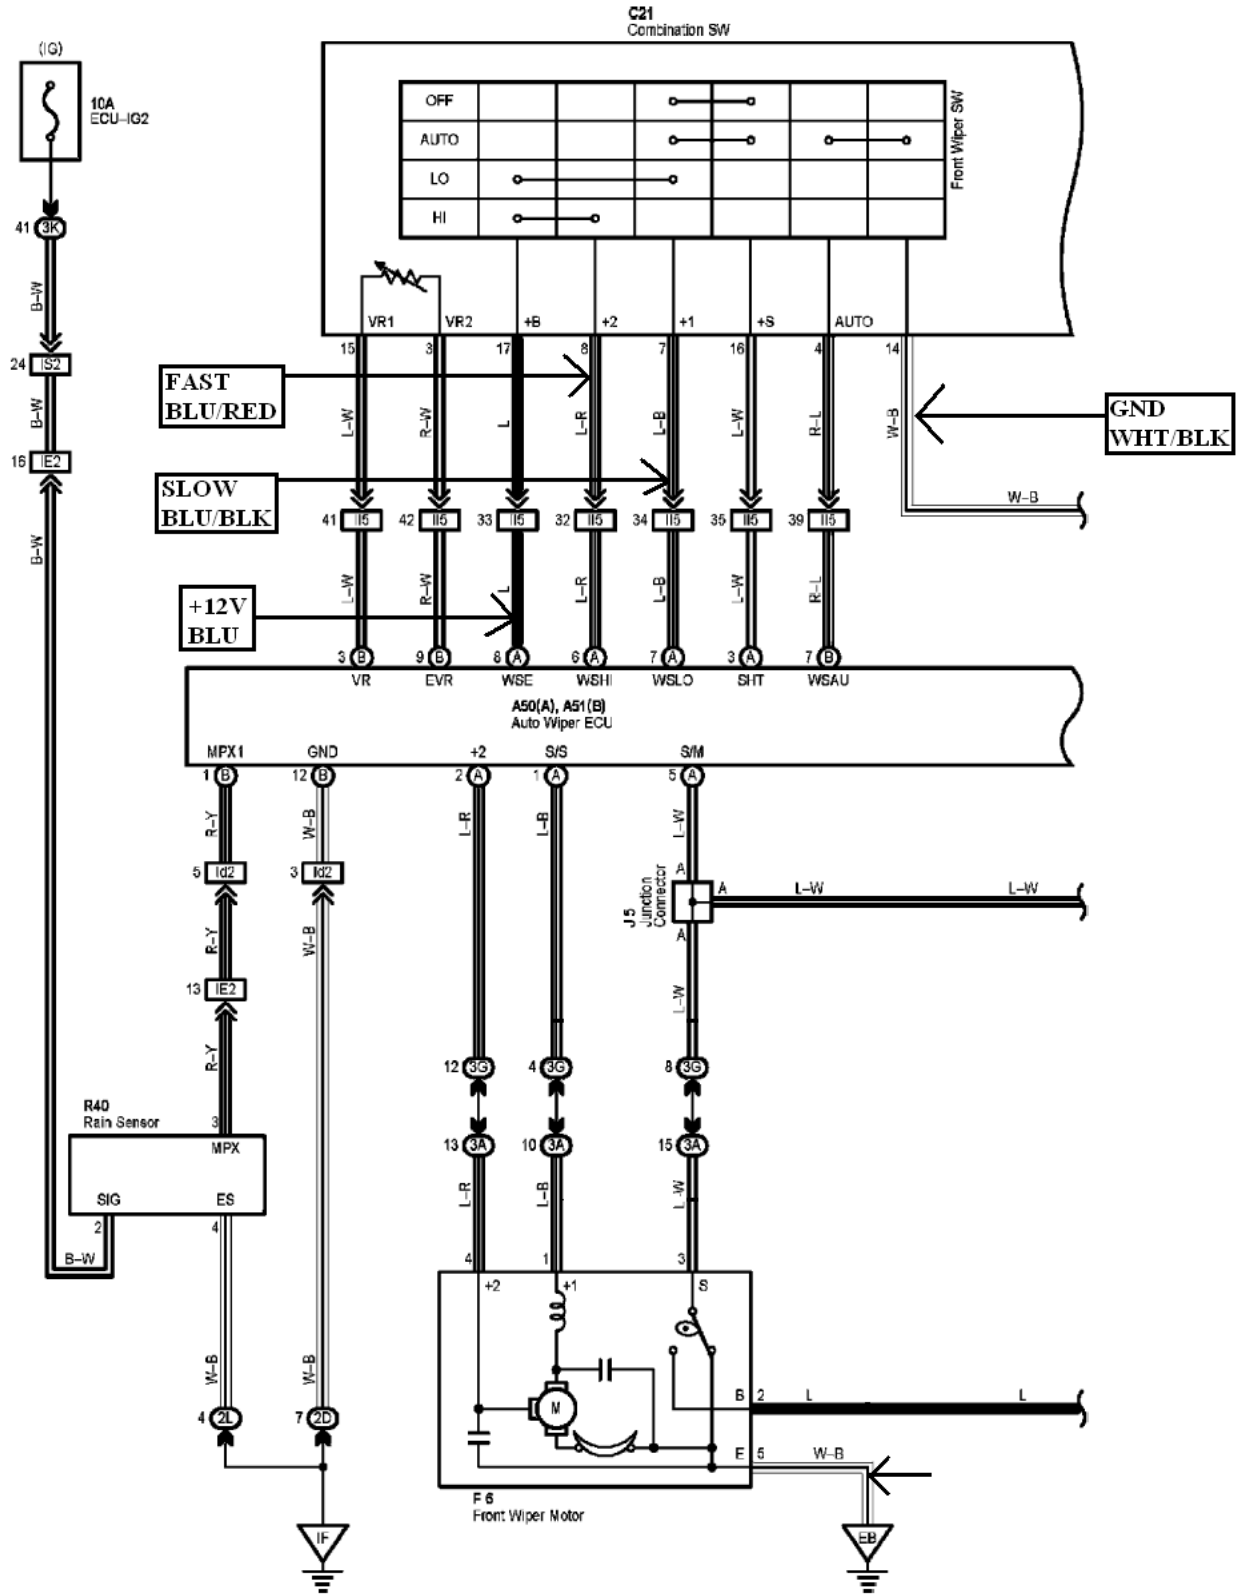 C21
Combination SW
(IG)
10A
ECU-IG2
OFF
AUTO
LO
HI
Front Wiper SW
41 3K
B-W
VR1 VR2 +B +2 +1 +S AUTO
15 3 17 8 7 16 4 14
24 IS2
FAST
BLU/RED
GND
WHT/BLK
B-W
L-W R-W L L-R L-B L-W R-L W-B
16 IE2
SLOW
BLU/BLK
W-B
41 II5 42 II5 33 II5 32 II5 34 II5 35 II5 39 II5
B-W
+12V
BLU
L-W R-W L L-R L-B L-W R-L
3 B 9 B 8 A 6 A 7 A 3 A 7 B
VR EVR WSE WSHI WSLO SHT WSAU
A50(A), A51(B)
Auto Wiper ECU
MPX1 GND +2 S/S S/M
1 B 12 B 2 A 1 A 5 A
R-Y W-B L-R L-B L-W
5 Id2 3 Id2
A
A L-W L-W
J 5
Junction
Connector
A
R-Y W-B
13 IE2
L-W
R-Y
12 3G 4 3G 8 3G
R40
Rain Sensor
3
MPX
13 3A 10 3A 15 3A
SIG ES
L-R L-B L-W
2 4
B-W
4 1 3
+2 +1 S
W-B W-B
M
B 2 L L
4 2L 7 2D
E 5 W-B
F 6
Front Wiper Motor
IF
EB